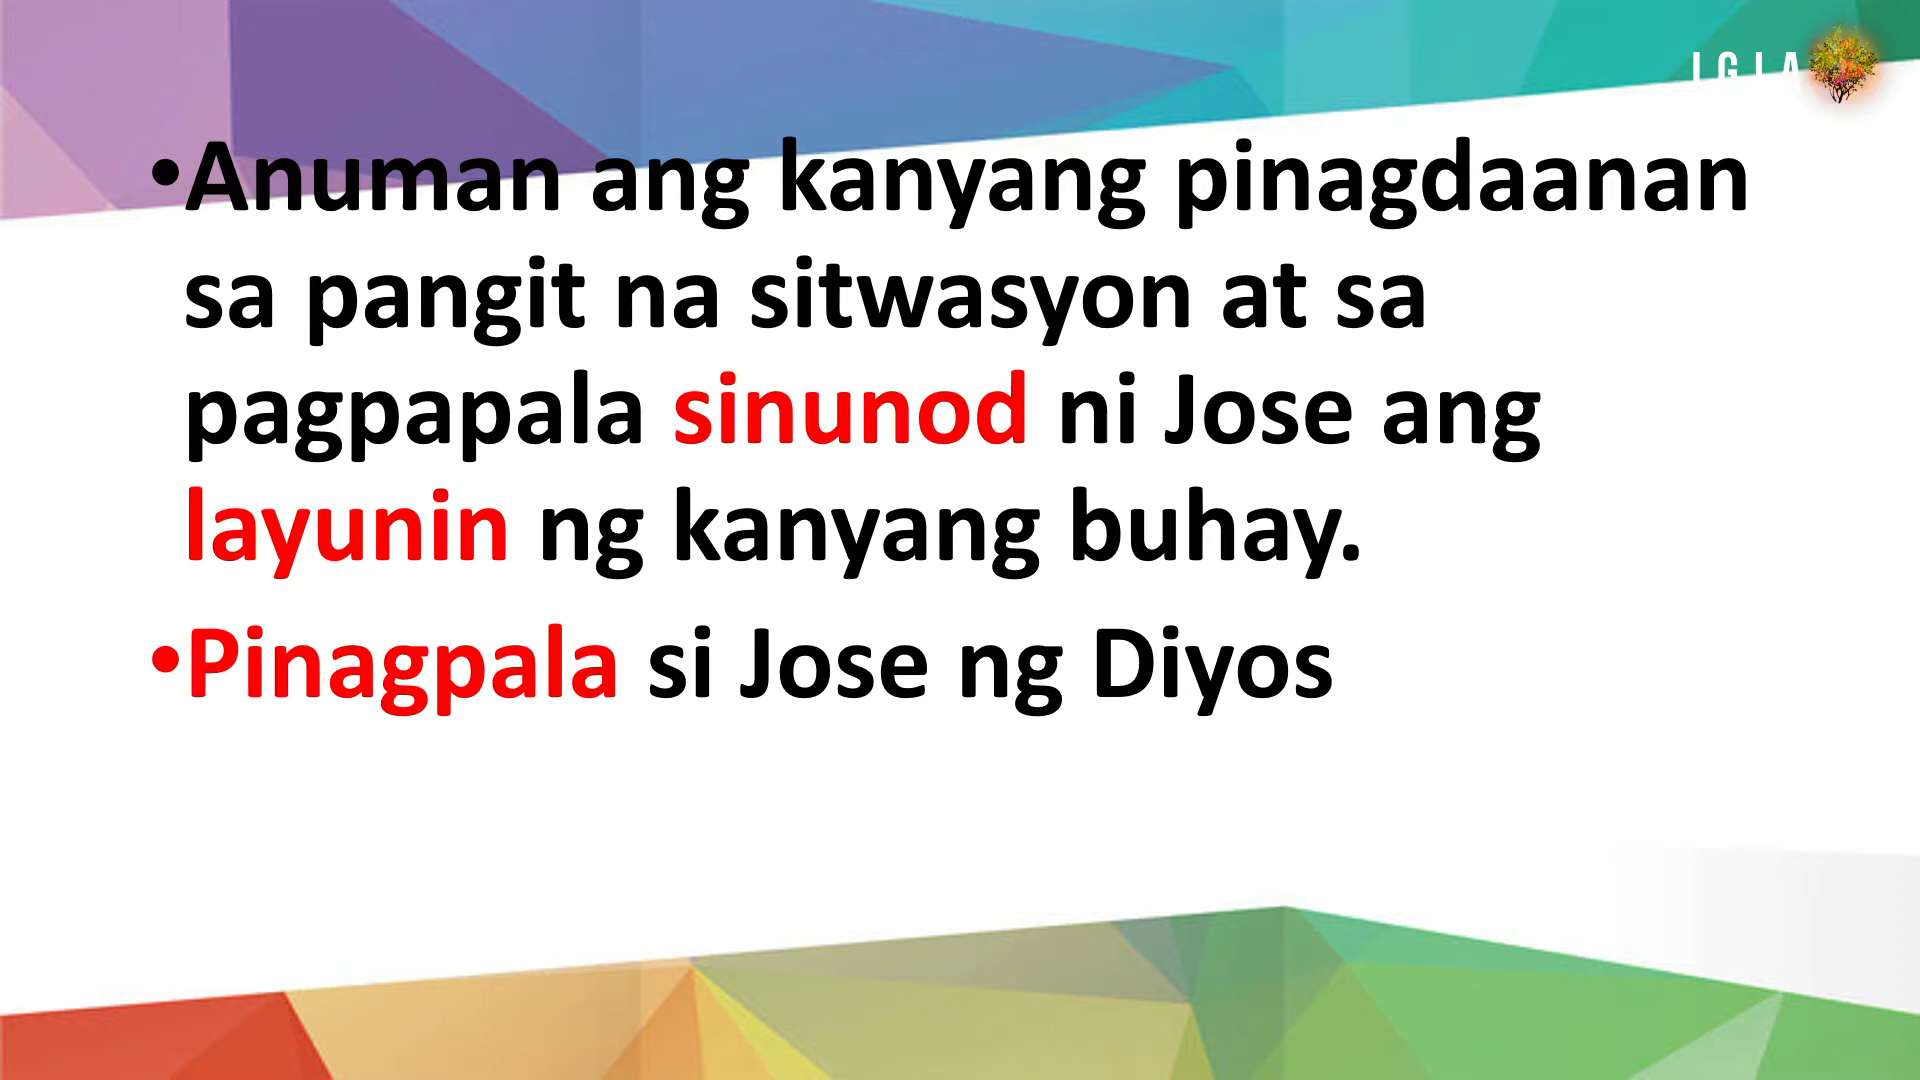 •Anuman ang kanyang pinagdaanan
sa pangit na sitwasyon at sa
pagpapala sinunod ni Jose ang
layunin ng kanyang buhay.
•Pinagpala si Jose ng Diyos